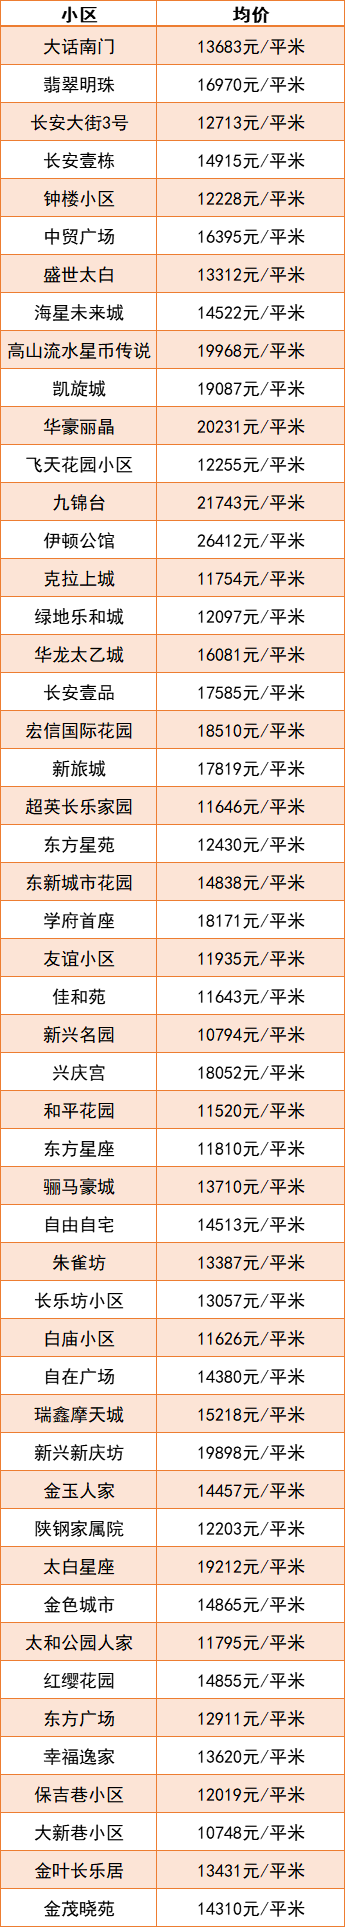 小区 均价
大话南门 13683元/平米
翡翠明珠 16970元/平米
长安大街3号 12713元/平米
长安壹栋 14915元/平米
钟楼小区 12228元/平米
中贸广场 16395元/平米
盛世太白 13312元/平米
海星未来城 14522元/平米
高山流水星币传说 19968元/平米
凯旋城 19087元/平米
华豪丽晶 20231元/平米
飞天花园小区 12255元/平米
九锦台 21743元/平米
伊顿公馆 26412元/平米
克拉上城 11754元/平米
绿地乐和城 12097元/平米
华龙太乙城 16081元/平米
长安壹品 17585元/平米
宏信国际花园 18510元/平米
新旅城 17819元/平米
超英长乐家园 11646元/平米
东方星苑 12430元/平米
东新城市花园 14838元/平米
学府首座 18171元/平米
友谊小区 11935元/平米
佳和苑 11643元/平米
新兴名园 10794元/平米
兴庆宫 18052元/平米
和平花园 11520元/平米
东方星座 11810元/平米
骊马豪城 13710元/平米
自由自宅 14513元/平米
朱雀坊 13387元/平米
长乐坊小区 13057元/平米
白庙小区 11626元/平米
自在广场 14380元/平米
瑞鑫摩天城 15218元/平米
新兴新庆坊 19898元/平米
金玉人家 14457元/平米
陕钢家属院 12203元/平米
太白星座 19212元/平米
金色城市 14865元/平米
太和公园人家 11795元/平米
红缨花园 14855元/平米
东方广场 12911元/平米
幸福逸家 13620元/平米
保吉巷小区 12019元/平米
大新巷小区 10748元/平米
金叶长乐居 13431元/平米
金茂晓苑 14310元/平米